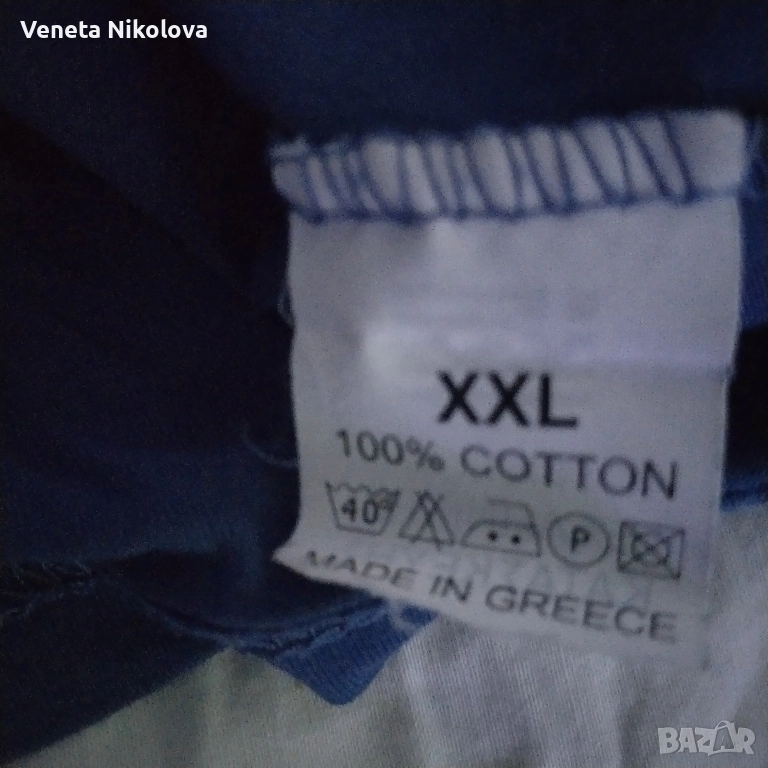 Veneta Nikolova
XXL
100% COTTON
40 P
MADE IN GREECE
BAZAR